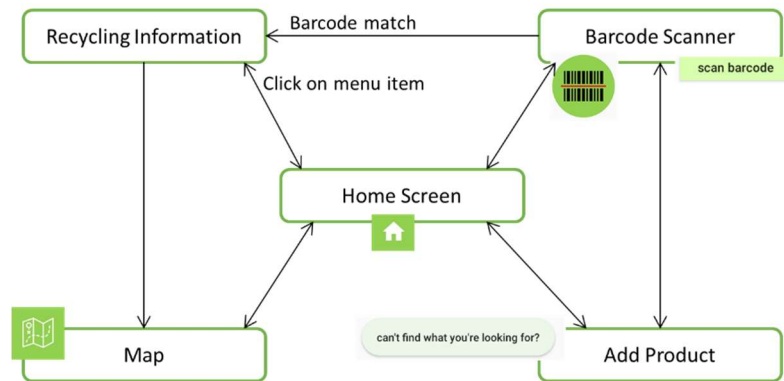 Recycling Information
Barcode match
Barcode Scanner
scan barcode
Click on menu item
Home Screen
can't find what you're looking for?
Map
Add Product